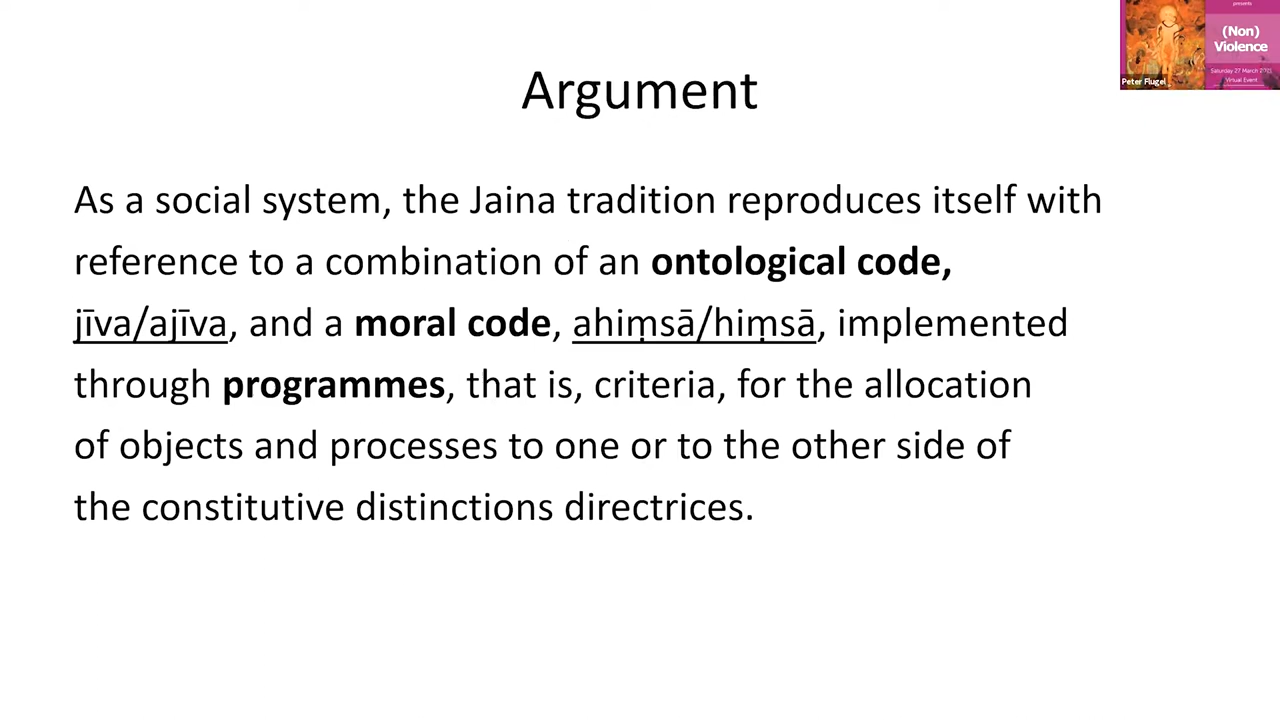 presents
(Non)
Violence
Saturday 27 March 2021
Virtual Event
Peter Flugel
Argument
As a social system, the Jaina tradition reproduces itself with
reference to a combination of an ontological code,
jīva/ajīva, and a moral code, ahiṃsā/hiṃsā, implemented
through programmes, that is, criteria, for the allocation
of objects and processes to one or to the other side of
the constitutive distinctions directrices.